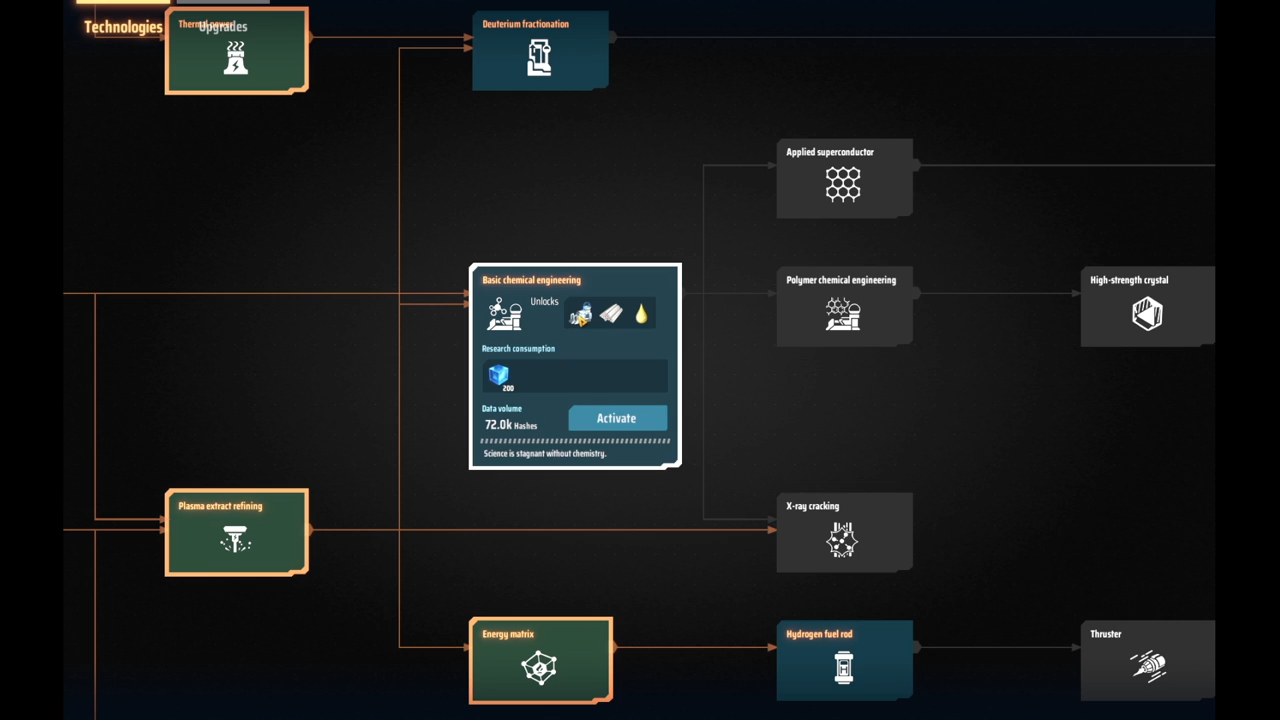 Technologies
Upgrades
Thermal power
Deuterium fractionation
Applied superconductor
Basic chemical engineering
Unlocks
Research consumption
200
Data volume
72.0k Hashes
Activate
Science is stagnant without chemistry.
Polymer chemical engineering
High-strength crystal
Plasma extract refining
X-ray cracking
Energy matrix
Hydrogen fuel rod
Thruster